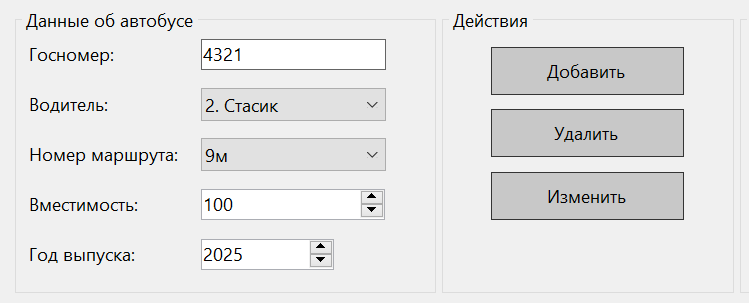 Данные об автобусе
Госномер: 4321
Водитель: 2. Стасик
Номер маршрута: 9м
Вместимость: 100
Год выпуска: 2025
Действия
Добавить
Удалить
Изменить